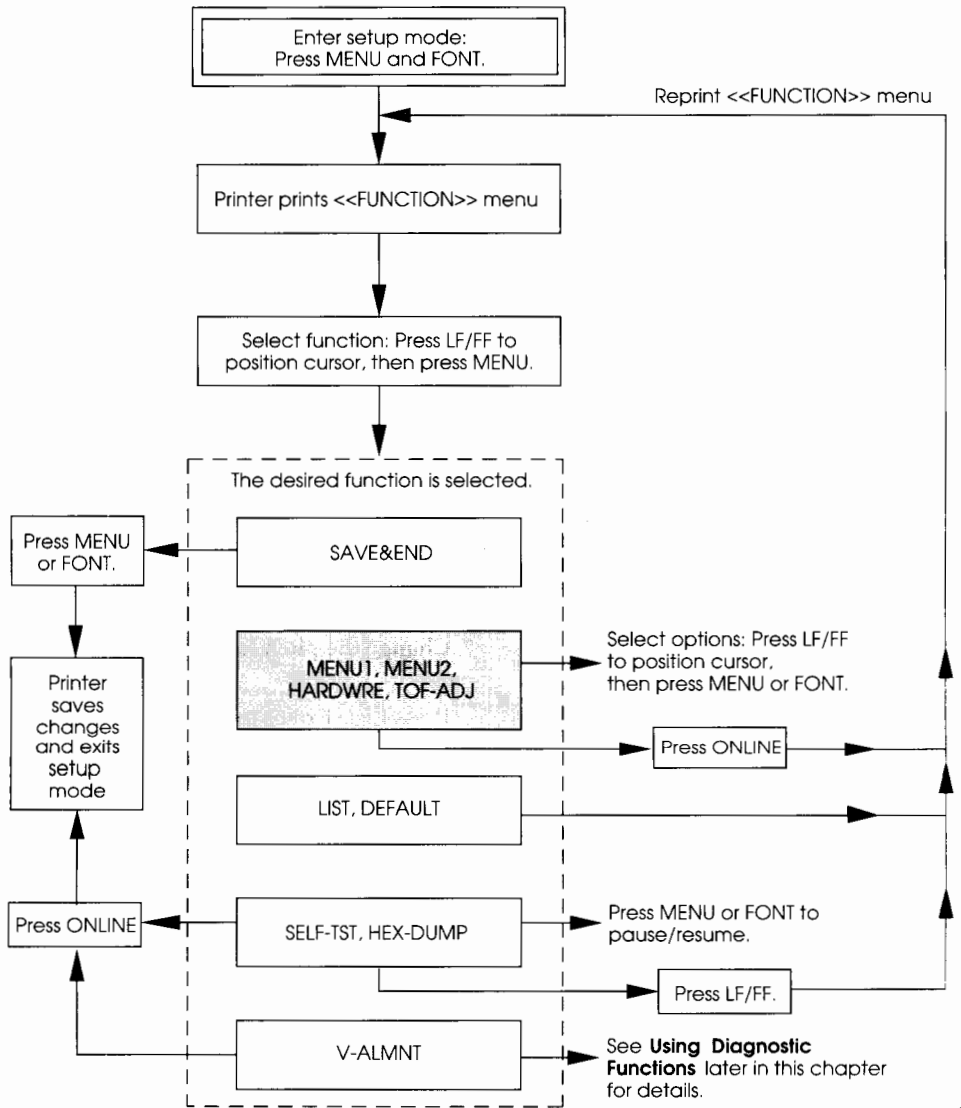 Enter setup mode:
Press MENU and FONT.
Reprint <<FUNCTION>> menu
Printer prints <<FUNCTION>> menu
Select function: Press LF/FF to
position cursor, then press MENU.
The desired function is selected.
Press MENU
or FONT.
SAVE&END
Printer
saves
changes
and exits
setup
mode
MENU1, MENU2,
HARDWRE, TOF-ADJ
Select options: Press LF/FF
to position cursor,
then press MENU or FONT.
Press ONLINE
LIST, DEFAULT
Press ONLINE
SELF-TST, HEX-DUMP
Press MENU or FONT to
pause/resume.
Press LF/FF.
V-ALMNT
See Using Diagnostic
Functions later in this chapter
for details.